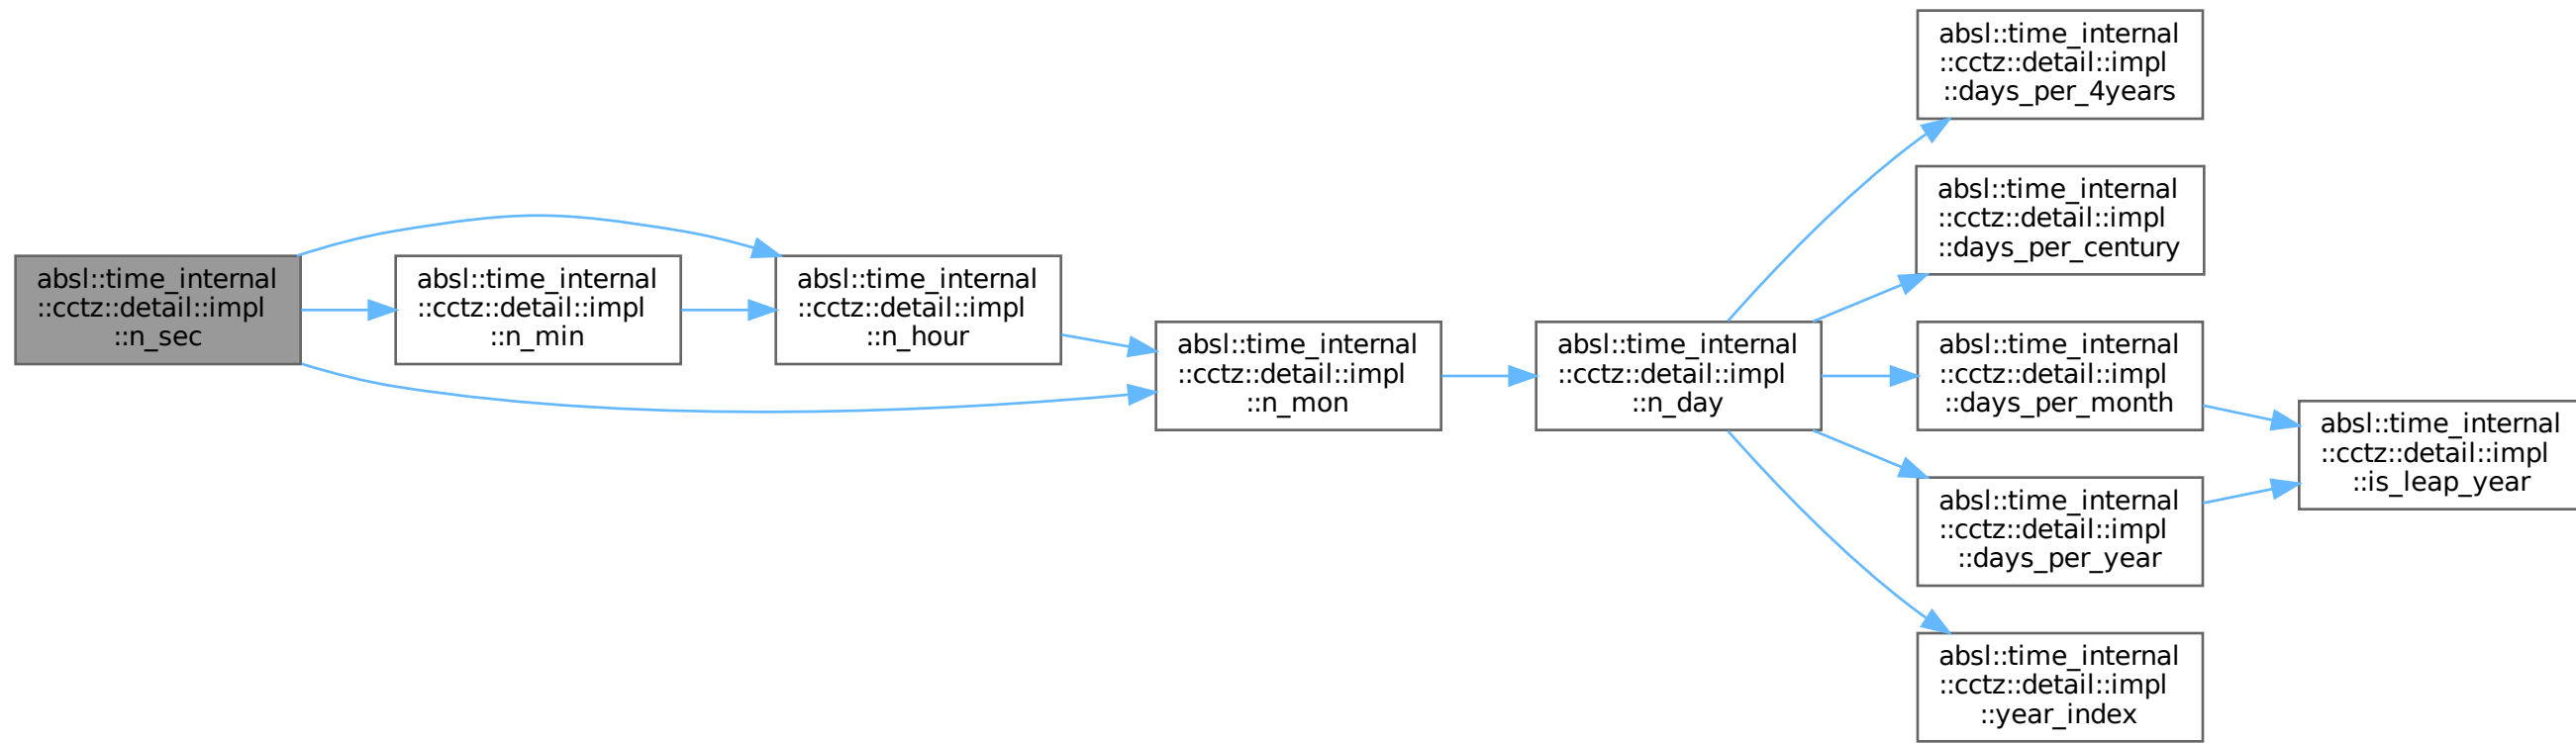 absl::time_internal
::cctz::detail::impl
::n_sec
absl::time_internal
::cctz::detail::impl
::n_min
absl::time_internal
::cctz::detail::impl
::n_hour
absl::time_internal
::cctz::detail::impl
::n_mon
absl::time_internal
::cctz::detail::impl
::n_day
absl::time_internal
::cctz::detail::impl
::days_per_4years
absl::time_internal
::cctz::detail::impl
::days_per_century
absl::time_internal
::cctz::detail::impl
::days_per_month
absl::time_internal
::cctz::detail::impl
::days_per_year
absl::time_internal
::cctz::detail::impl
::year_index
absl::time_internal
::cctz::detail::impl
::is_leap_year